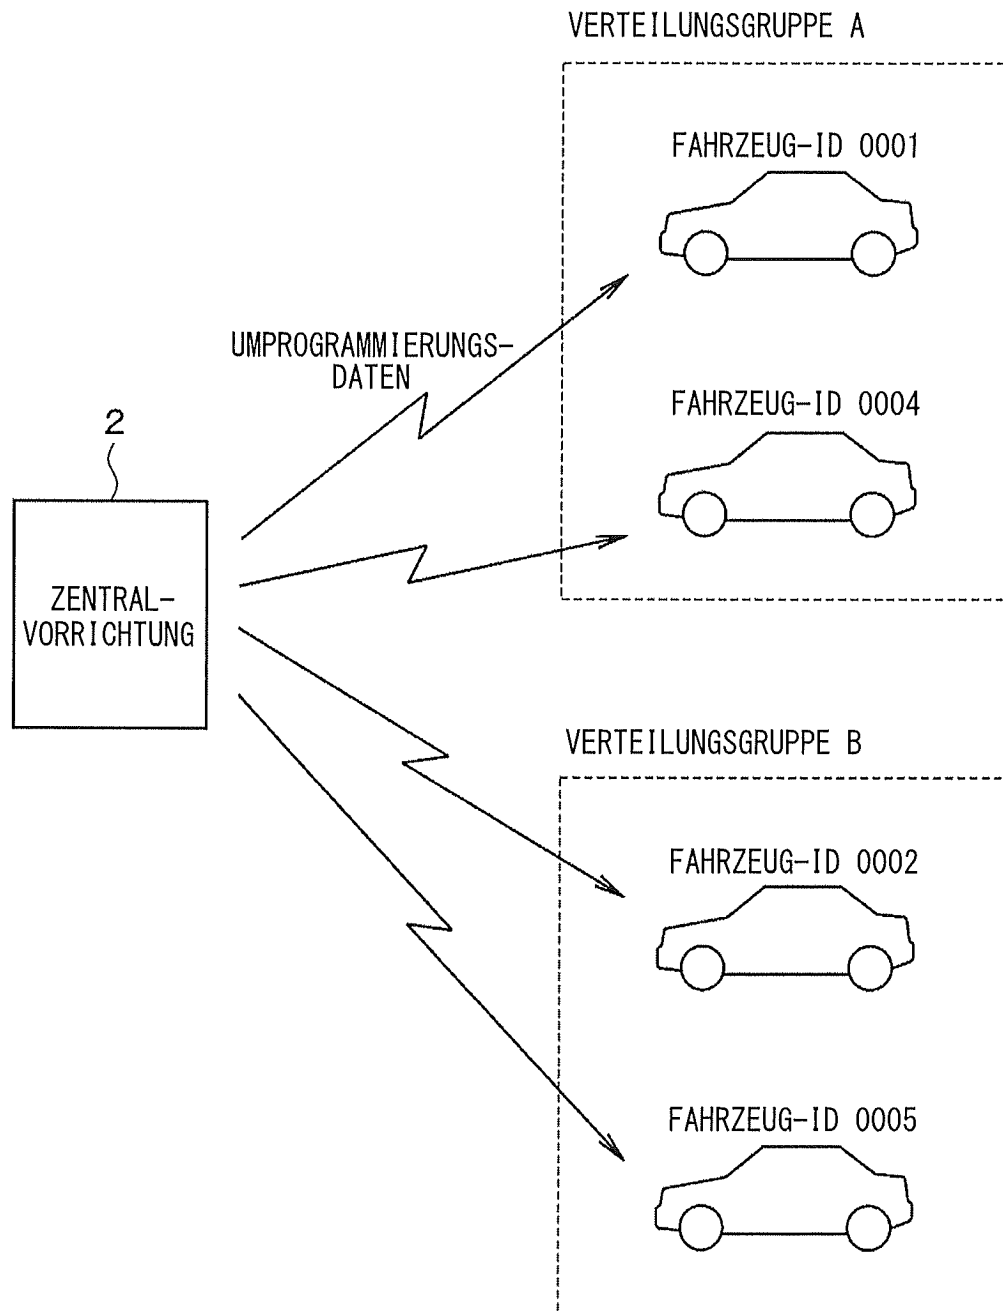 VERTEILUNGSGRUPPE A
FAHRZEUG-ID 0001
UMPROGRAMMIERUNGS-
DATEN
FAHRZEUG-ID 0004
2
ZENTRAL-
VORRICHTUNG
VERTEILUNGSGRUPPE B
FAHRZEUG-ID 0002
FAHRZEUG-ID 0005